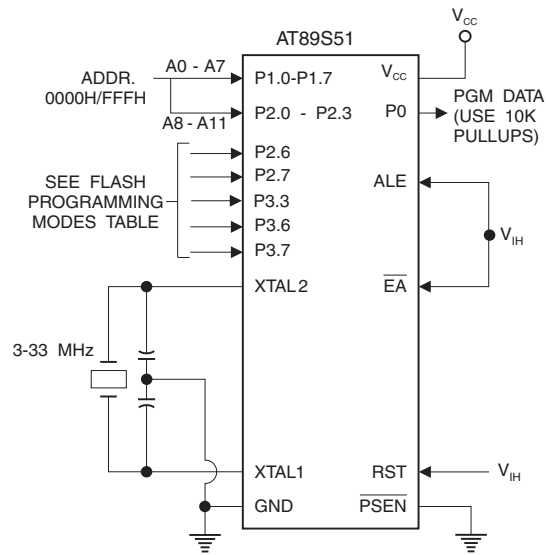 V_CC
AT89S51
ADDR.
0000H/FFFH
A0 - A7
A8 - A11
P1.0-P1.7
V_CC
P2.0 - P2.3
P0
PGM DATA
(USE 10K
PULLUPS)
SEE FLASH
PROGRAMMING
MODES TABLE
P2.6
P2.7
P3.3
P3.6
P3.7
ALE
V_IH
EA
XTAL2
3-33 MHz
XTAL1
RST
V_IH
GND
PSEN